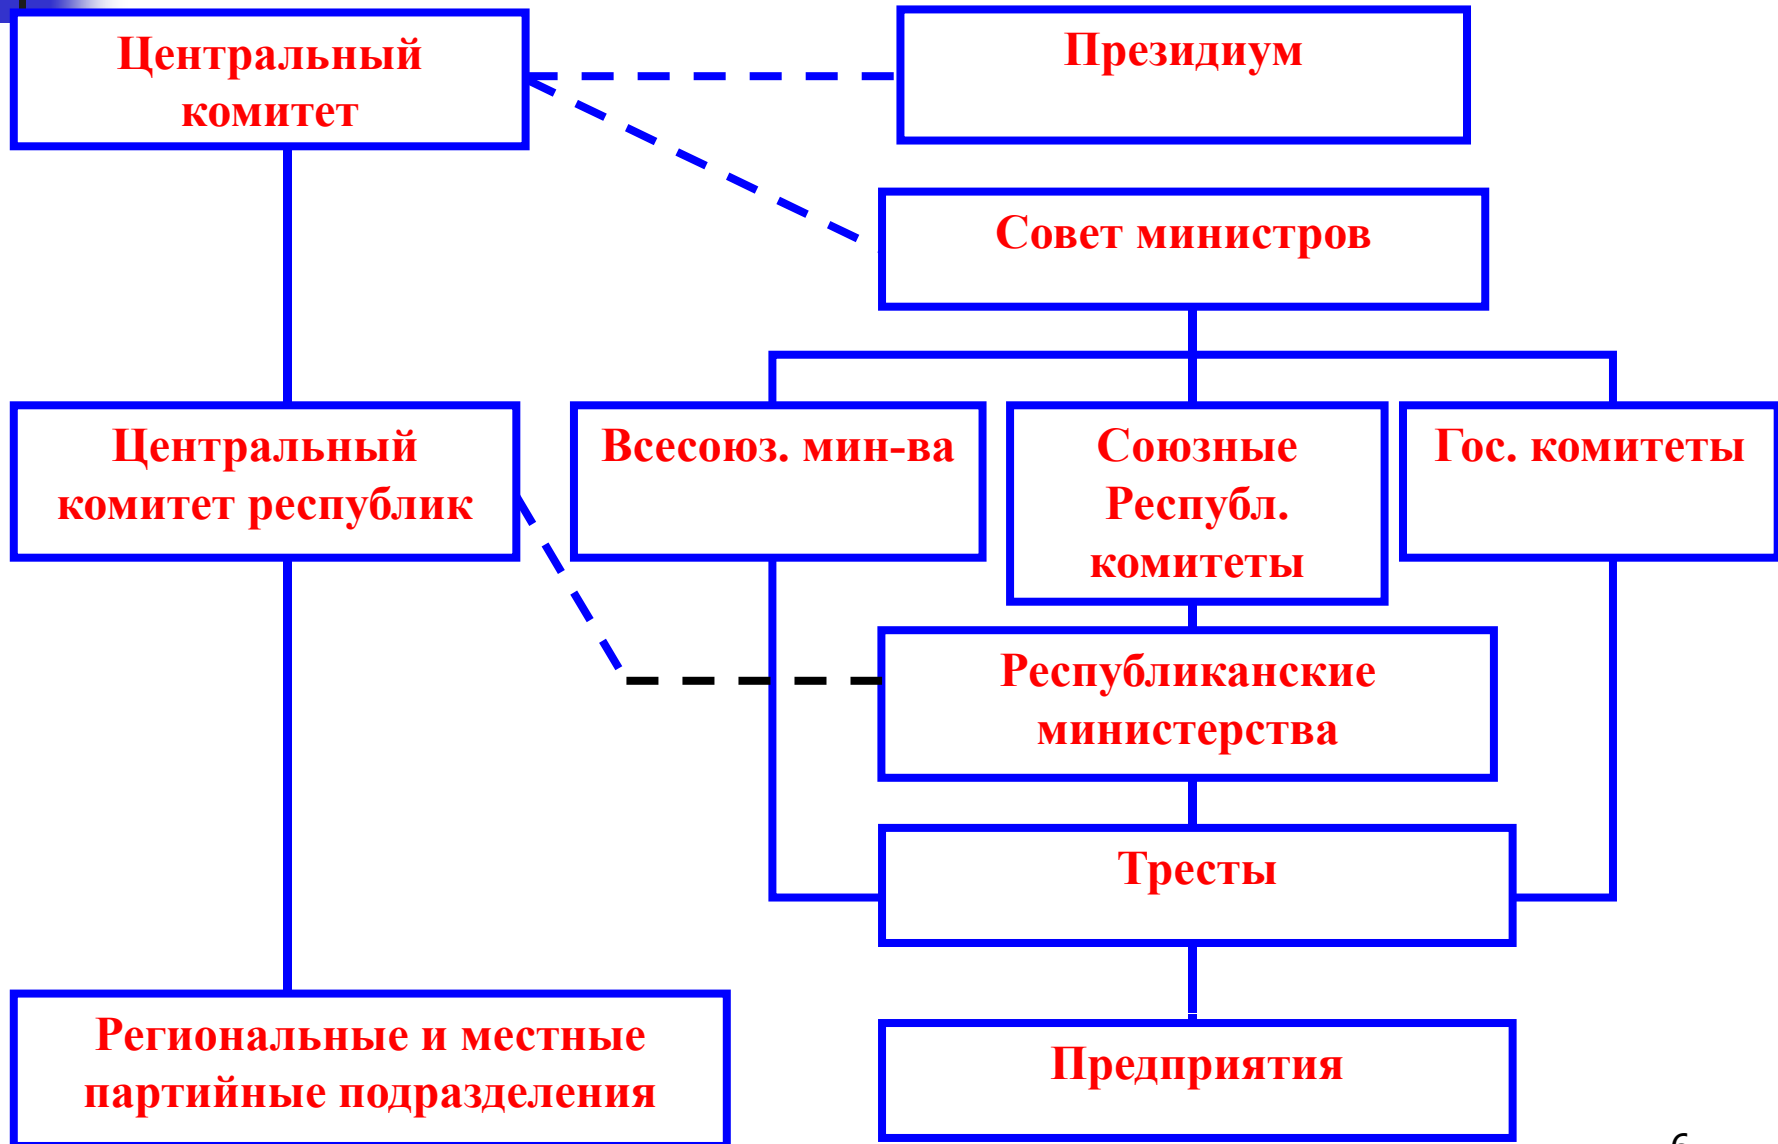 Центральный
комитет
Президиум
Совет министров
Центральный
комитет республик
Всесоюз. мин-ва
Союзные
Республ.
комитеты
Гос. комитеты
Республиканские
министерства
Тресты
Региональные и местные
партийные подразделения
Предприятия
6